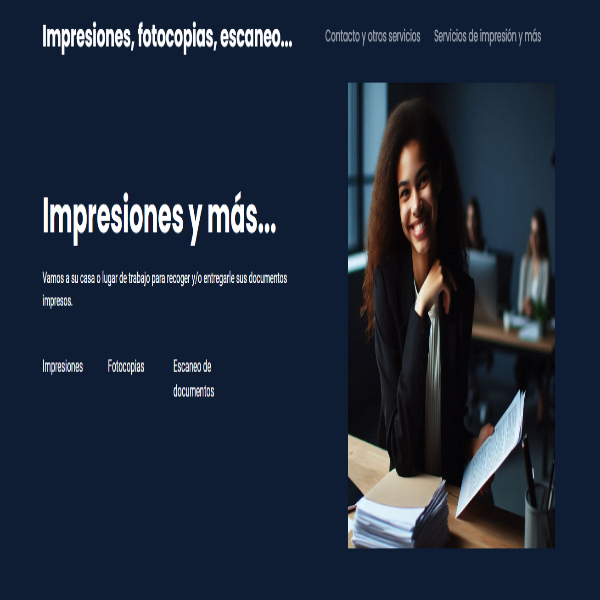 Impresiones, fotocopias, escaneo...
Contacto y otros servicios
Servicios de impresión y más
Impresiones y más...
Vamos a su casa o lugar de trabajo para recoger y/o entregarle sus documentos
impresos.
Impresiones
Fotocopias
Escaneo de
documentos